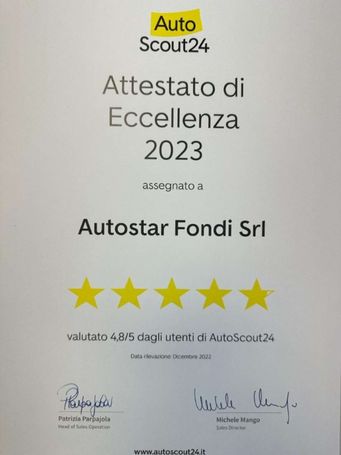 Auto
Scout24
Attestato di
Eccellenza
2023
assegnato a
Autostar Fondi Srl
valutato 4,8/5 dagli utenti di AutoScout24
Data rilevazione: Dicembre 2022
Patrizia Parpajola
Michele Mango
Head of Sales Operation
Sales Director
www.autoscout24.it